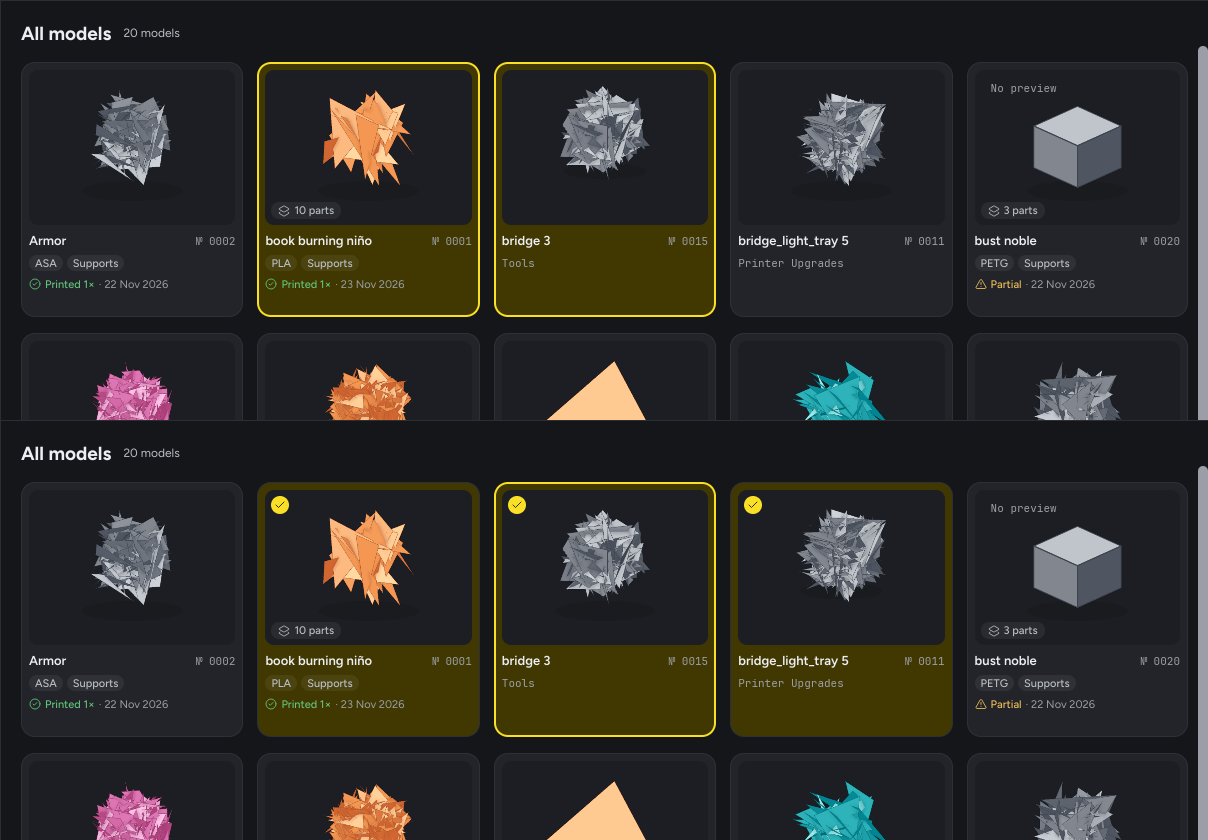 All models 20 models
No preview
10 parts
3 parts
Armor № 0002
book burning niño № 0001
bridge 3 № 0015
bridge_light_tray 5 № 0011
bust noble № 0020
ASA Supports
PLA Supports
Tools
Printer Upgrades
PETG Supports
Printed 1× · 22 Nov 2026
Printed 1× · 23 Nov 2026
Partial · 22 Nov 2026
All models 20 models
No preview
10 parts
3 parts
Armor № 0002
book burning niño № 0001
bridge 3 № 0015
bridge_light_tray 5 № 0011
bust noble № 0020
ASA Supports
PLA Supports
Tools
Printer Upgrades
PETG Supports
Printed 1× · 22 Nov 2026
Printed 1× · 23 Nov 2026
Partial · 22 Nov 2026